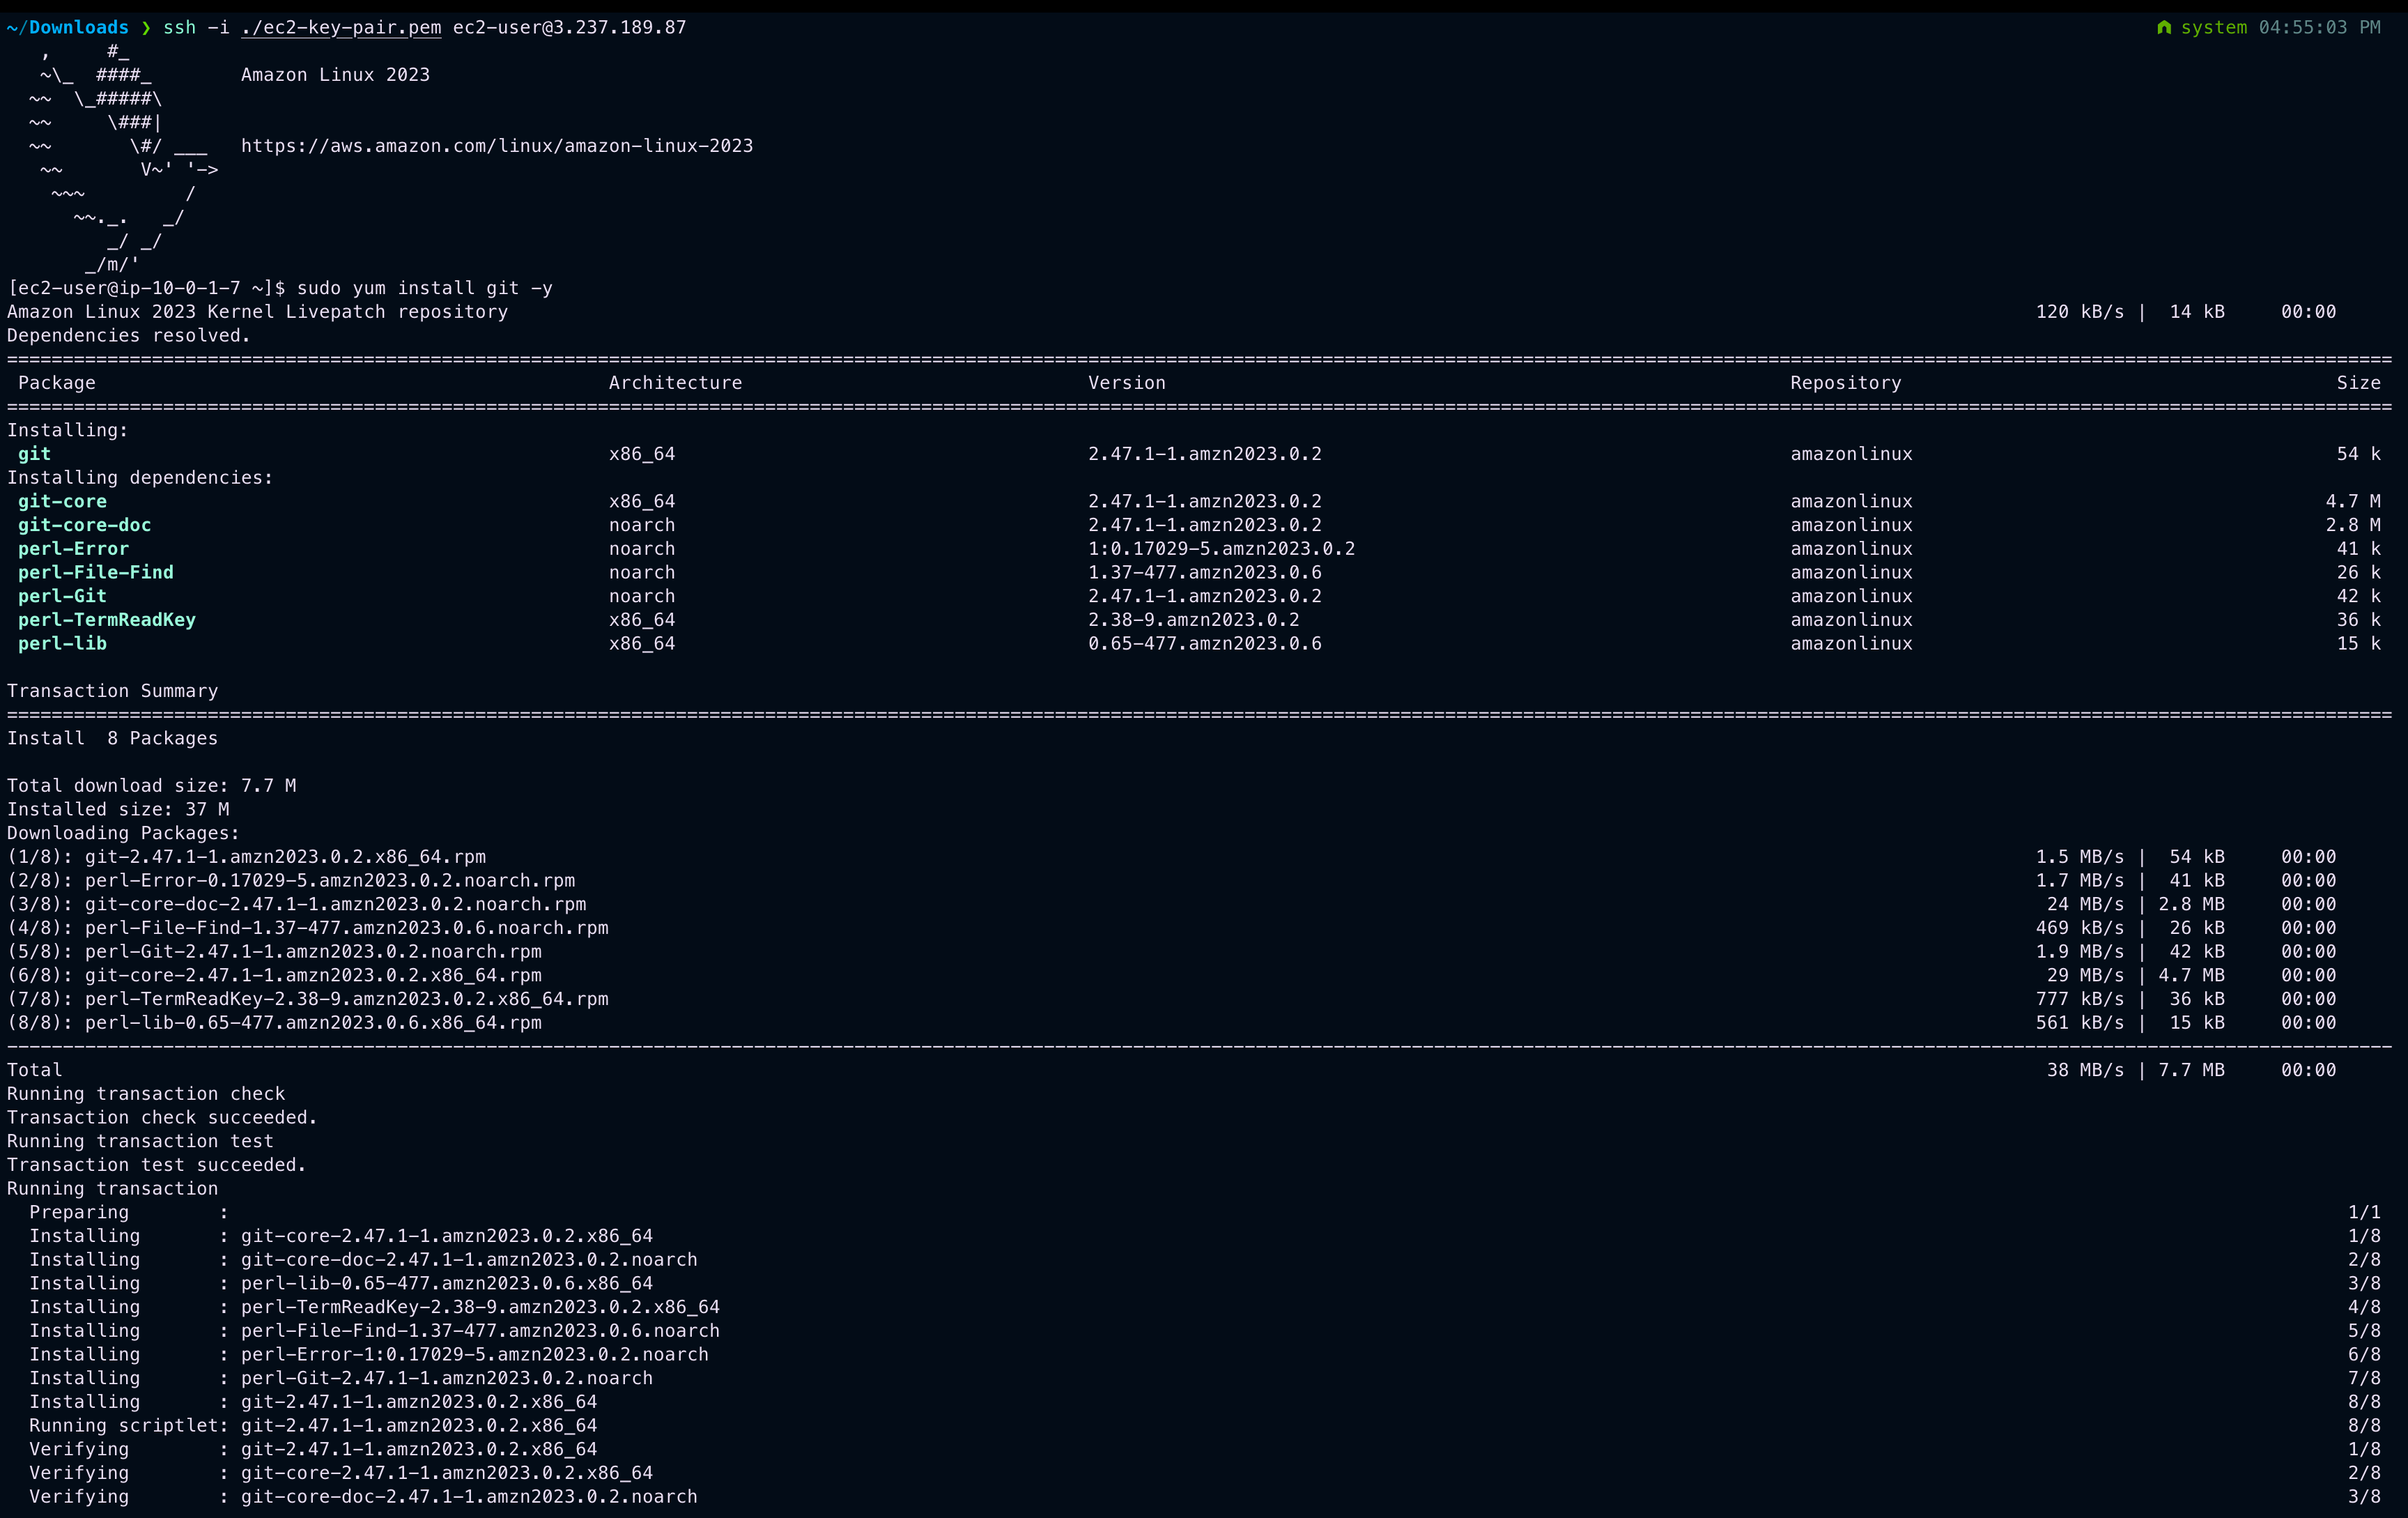 ~/Downloads ❯ ssh -i ./ec2-key-pair.pem ec2-user@3.237.189.87 system 04:55:03 PM
   ,     #_
   ~\_  ####_        Amazon Linux 2023
  ~~  \_#####\
  ~~     \###|
  ~~       \#/ ___   https://aws.amazon.com/linux/amazon-linux-2023
   ~~       V~' '->
    ~~~         /
      ~~._.   _/
         _/ _/
       _/m/'
[ec2-user@ip-10-0-1-7 ~]$ sudo yum install git -y
Amazon Linux 2023 Kernel Livepatch repository 120 kB/s | 14 kB 00:00
Dependencies resolved.
Package Architecture Version Repository Size
Installing:
git x86_64 2.47.1-1.amzn2023.0.2 amazonlinux 54 k
Installing dependencies:
git-core x86_64 2.47.1-1.amzn2023.0.2 amazonlinux 4.7 M
git-core-doc noarch 2.47.1-1.amzn2023.0.2 amazonlinux 2.8 M
perl-Error noarch 1:0.17029-5.amzn2023.0.2 amazonlinux 41 k
perl-File-Find noarch 1.37-477.amzn2023.0.6 amazonlinux 26 k
perl-Git noarch 2.47.1-1.amzn2023.0.2 amazonlinux 42 k
perl-TermReadKey x86_64 2.38-9.amzn2023.0.2 amazonlinux 36 k
perl-lib x86_64 0.65-477.amzn2023.0.6 amazonlinux 15 k
Transaction Summary
Install 8 Packages
Total download size: 7.7 M
Installed size: 37 M
Downloading Packages:
(1/8): git-2.47.1-1.amzn2023.0.2.x86_64.rpm 1.5 MB/s | 54 kB 00:00
(2/8): perl-Error-0.17029-5.amzn2023.0.2.noarch.rpm 1.7 MB/s | 41 kB 00:00
(3/8): git-core-doc-2.47.1-1.amzn2023.0.2.noarch.rpm 24 MB/s | 2.8 MB 00:00
(4/8): perl-File-Find-1.37-477.amzn2023.0.6.noarch.rpm 469 kB/s | 26 kB 00:00
(5/8): perl-Git-2.47.1-1.amzn2023.0.2.noarch.rpm 1.9 MB/s | 42 kB 00:00
(6/8): git-core-2.47.1-1.amzn2023.0.2.x86_64.rpm 29 MB/s | 4.7 MB 00:00
(7/8): perl-TermReadKey-2.38-9.amzn2023.0.2.x86_64.rpm 777 kB/s | 36 kB 00:00
(8/8): perl-lib-0.65-477.amzn2023.0.6.x86_64.rpm 561 kB/s | 15 kB 00:00
Total 38 MB/s | 7.7 MB 00:00
Running transaction check
Transaction check succeeded.
Running transaction test
Transaction test succeeded.
Running transaction
Preparing : 1/1
Installing : git-core-2.47.1-1.amzn2023.0.2.x86_64 1/8
Installing : git-core-doc-2.47.1-1.amzn2023.0.2.noarch 2/8
Installing : perl-lib-0.65-477.amzn2023.0.6.x86_64 3/8
Installing : perl-TermReadKey-2.38-9.amzn2023.0.2.x86_64 4/8
Installing : perl-File-Find-1.37-477.amzn2023.0.6.noarch 5/8
Installing : perl-Error-1:0.17029-5.amzn2023.0.2.noarch 6/8
Installing : perl-Git-2.47.1-1.amzn2023.0.2.noarch 7/8
Installing : git-2.47.1-1.amzn2023.0.2.x86_64 8/8
Running scriptlet: git-2.47.1-1.amzn2023.0.2.x86_64 8/8
Verifying : git-2.47.1-1.amzn2023.0.2.x86_64 1/8
Verifying : git-core-2.47.1-1.amzn2023.0.2.x86_64 2/8
Verifying : git-core-doc-2.47.1-1.amzn2023.0.2.noarch 3/8